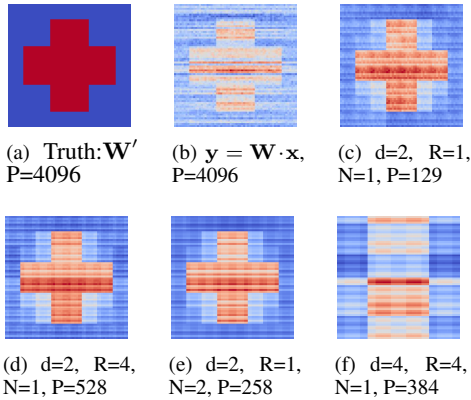 (a) Truth:W′
P=4096
(b) y = W·x,
P=4096
(c) d=2, R=1,
N=1, P=129
(d) d=2, R=4,
N=1, P=528
(e) d=2, R=1,
N=2, P=258
(f) d=4, R=4,
N=1, P=384